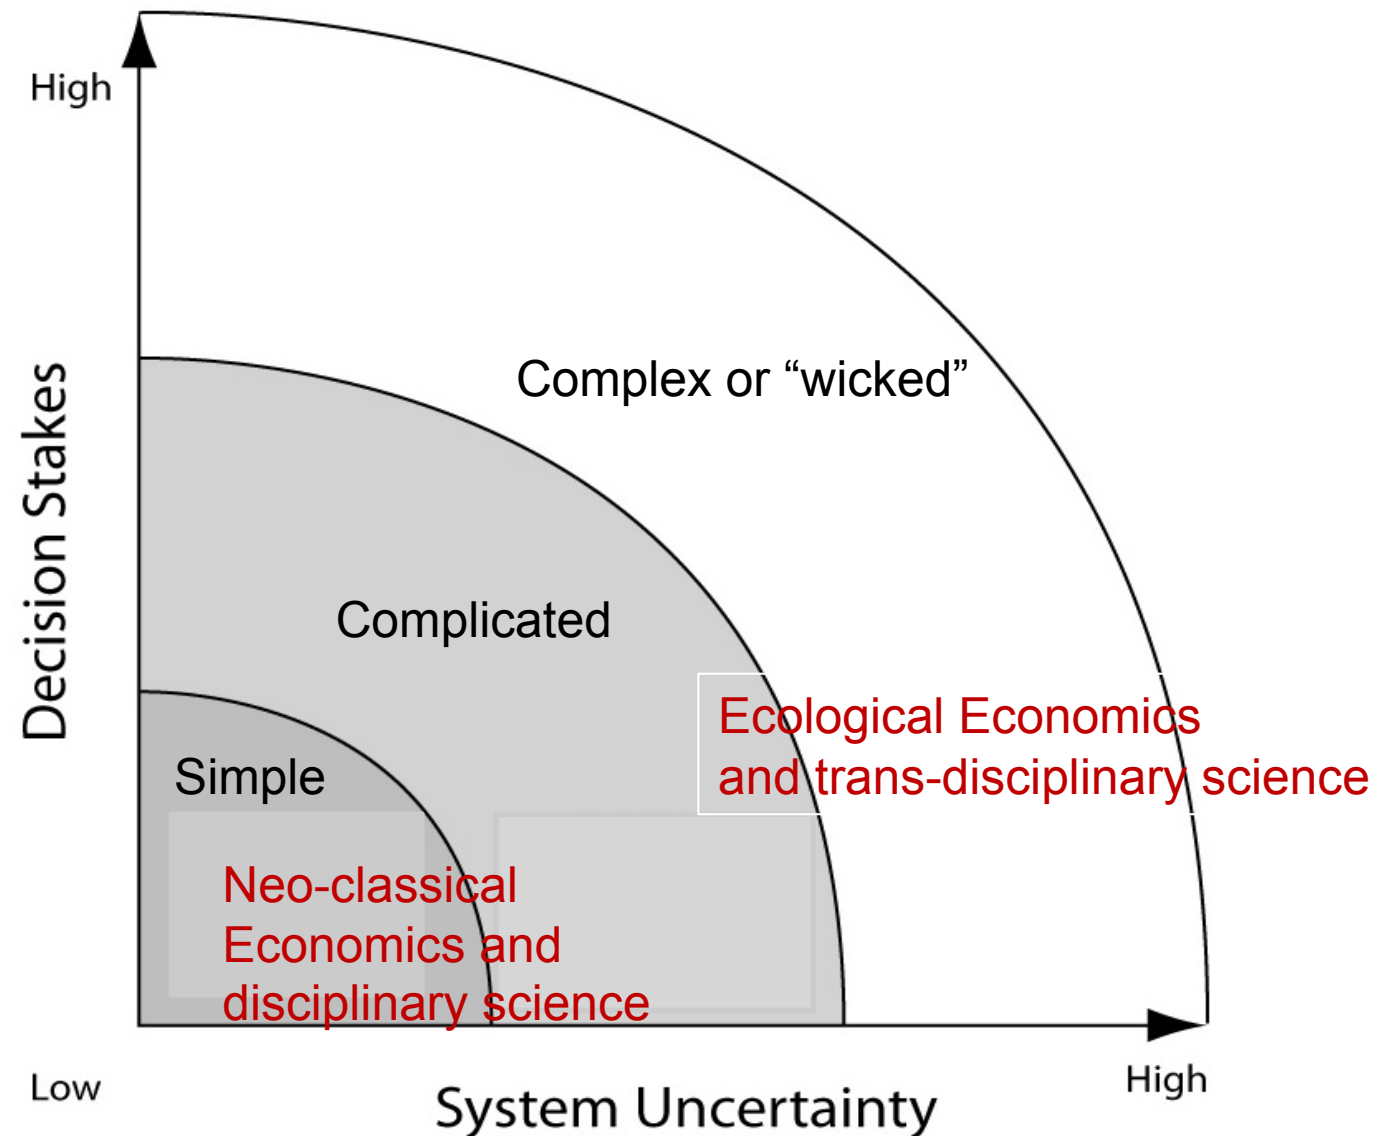 High
Decision Stakes
Complex or “wicked”
Complicated
Ecological Economics
and trans-disciplinary science
Simple
Neo-classical
Economics and
disciplinary science
Low
High
System Uncertainty